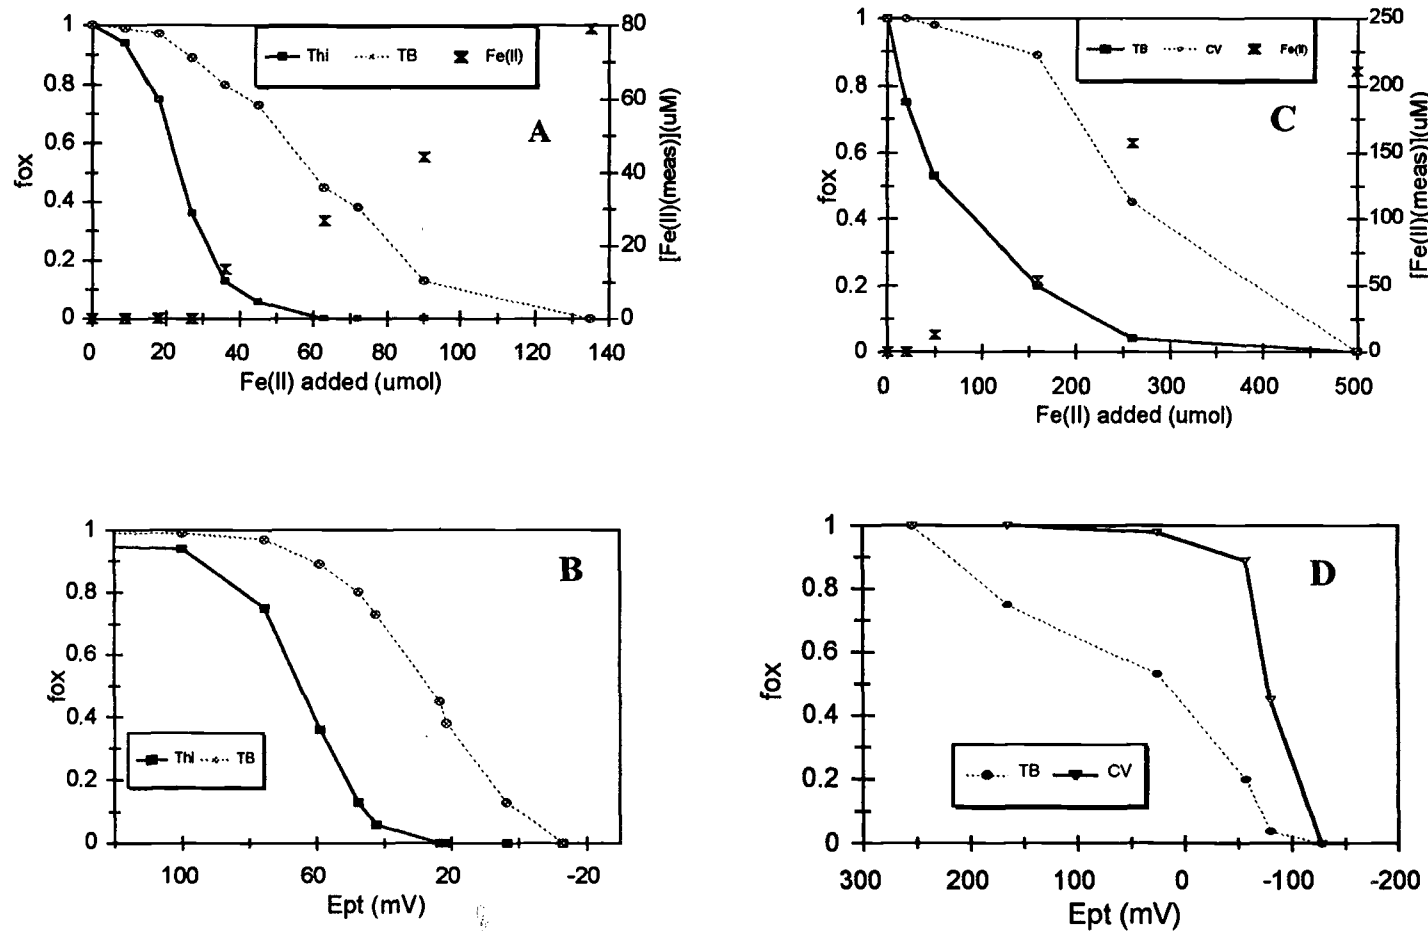 1
0.8
0.6
0.4
0.2
0
fox
Thi TB Fe(II)
A
80
60
40
20
0
[Fe(II)(meas)](uM)
0 20 40 60 80 100 120 140
Fe(II) added (umol)
1
0.8
0.6
0.4
0.2
0
fox
TB CV Fe(II)
C
250
200
150
100
50
0
[Fe(II)(meas)](uM)
0 100 200 300 400 500
Fe(II) added (umol)
1
0.8
0.6
0.4
0.2
0
fox
B
Thi TB
100 60 20 -20
Ept (mV)
1
0.8
0.6
0.4
0.2
0
fox
D
TB CV
300 200 100 0 -100 -200
Ept (mV)